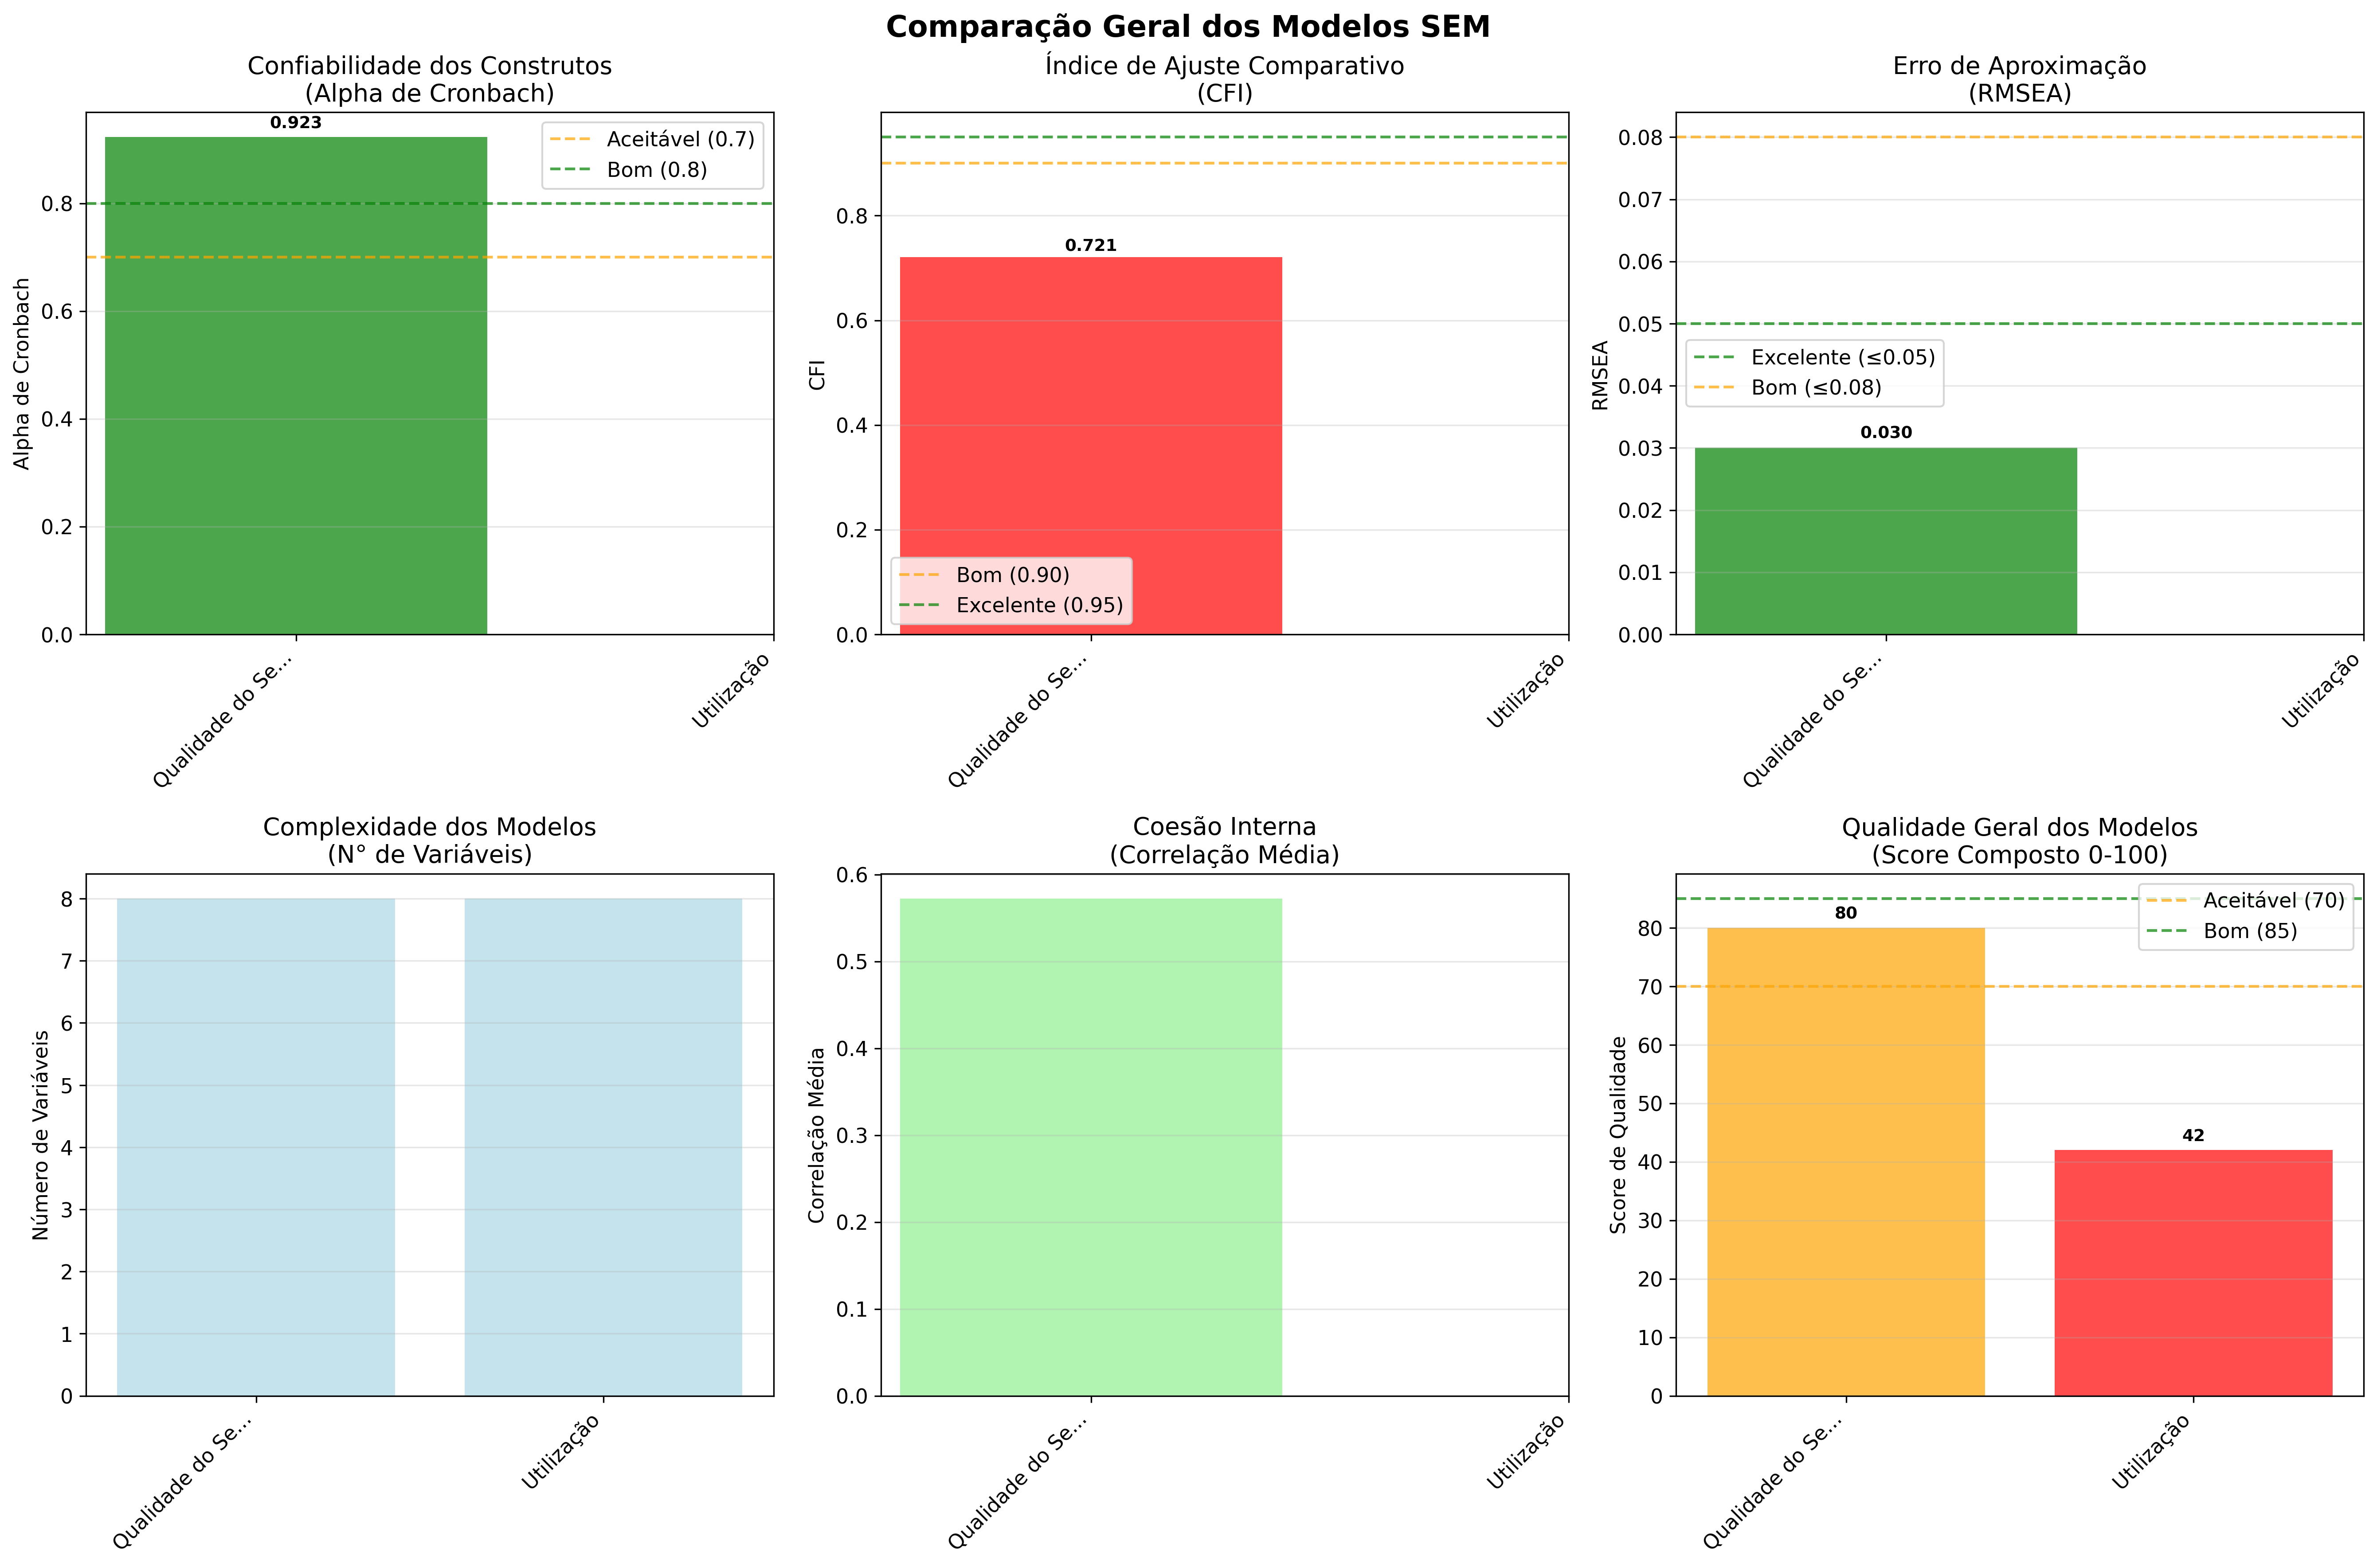 Comparação Geral dos Modelos SEM
Confiabilidade dos Construtos
(Alpha de Cronbach)
0.923
Aceitável (0.7)
Bom (0.8)
Alpha de Cronbach
0.8
0.6
0.4
0.2
0.0
Qualidade do Se...
Utilização
Índice de Ajuste Comparativo
(CFI)
0.721
CFI
0.8
0.6
0.4
0.2
0.0
Bom (0.90)
Excelente (0.95)
Qualidade do Se...
Utilização
Erro de Aproximação
(RMSEA)
RMSEA
0.08
0.07
0.06
0.05
0.04
0.03
0.02
0.01
0.00
Excelente (≤0.05)
Bom (≤0.08)
0.030
Qualidade do Se...
Utilização
Complexidade dos Modelos
(N° de Variáveis)
Número de Variáveis
8
7
6
5
4
3
2
1
0
Qualidade do Se...
Utilização
Coesão Interna
(Correlação Média)
Correlação Média
0.6
0.5
0.4
0.3
0.2
0.1
0.0
Qualidade do Se...
Utilização
Qualidade Geral dos Modelos
(Score Composto 0-100)
Score de Qualidade
80
70
60
50
40
30
20
10
0
Aceitável (70)
Bom (85)
80
42
Qualidade do Se...
Utilização